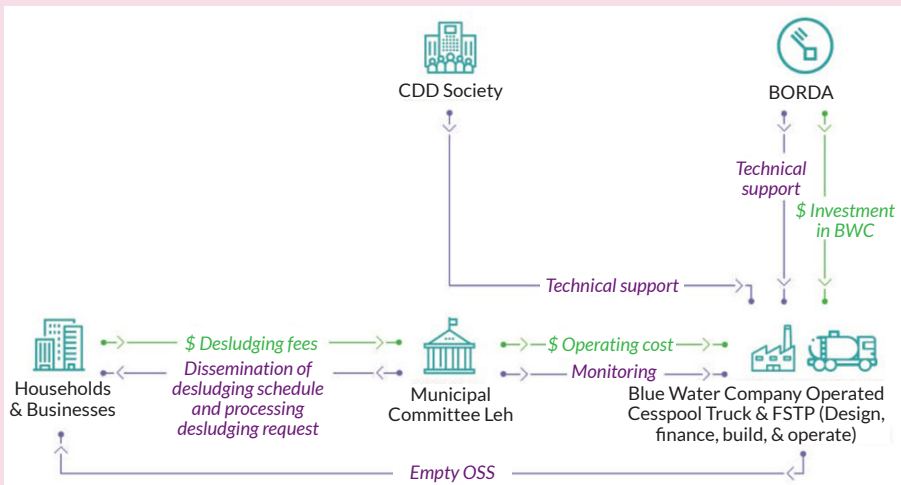 CDD Society
BORDA
Technical
support
$ Investment
in BWC
Technical support
$ Desludging fees
$ Operating cost
Dissemination of
desludging schedule
and processing
desludging request
Monitoring
Households
& Businesses
Municipal
Committee Leh
Blue Water Company Operated
Cesspool Truck & FSTP (Design,
finance, build, & operate)
Empty OSS